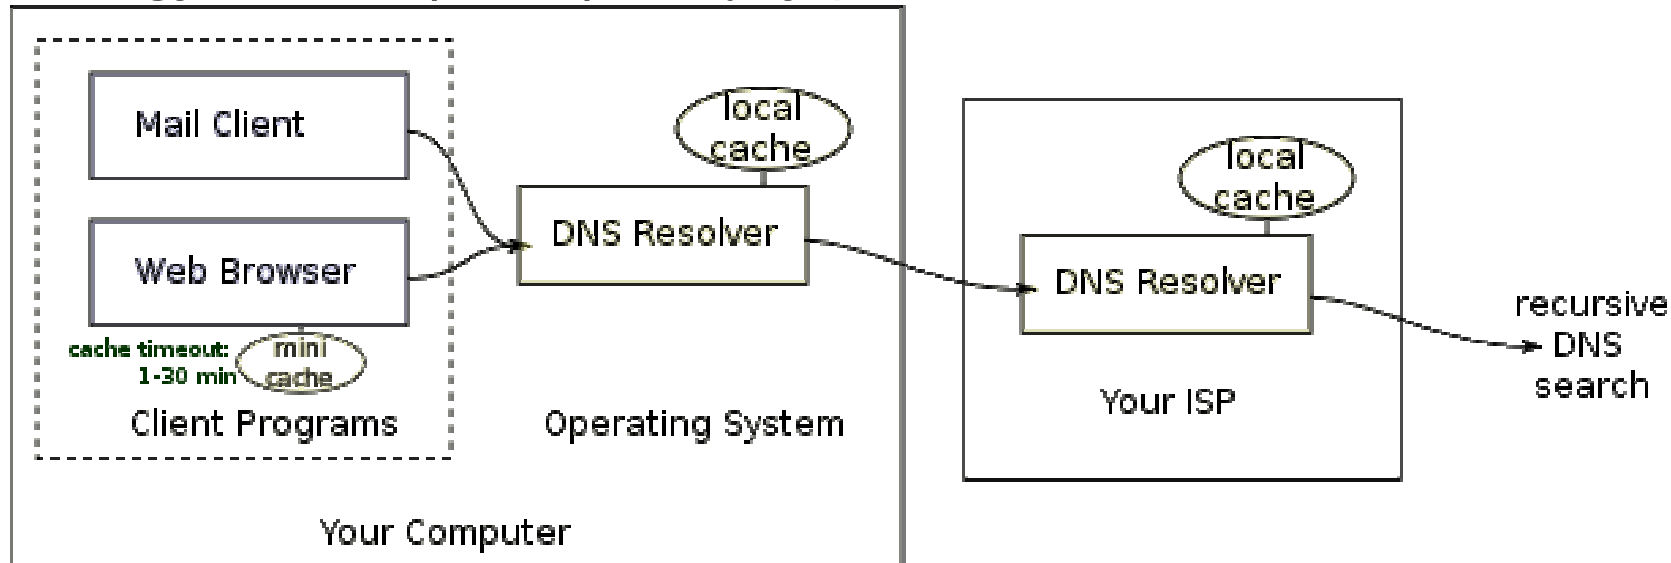 Mail Client
Web Browser
cache timeout:
1-30 min
mini
cache
Client Programs
local
cache
DNS Resolver
Operating System
Your Computer
local
cache
DNS Resolver
Your ISP
recursive
DNS
search